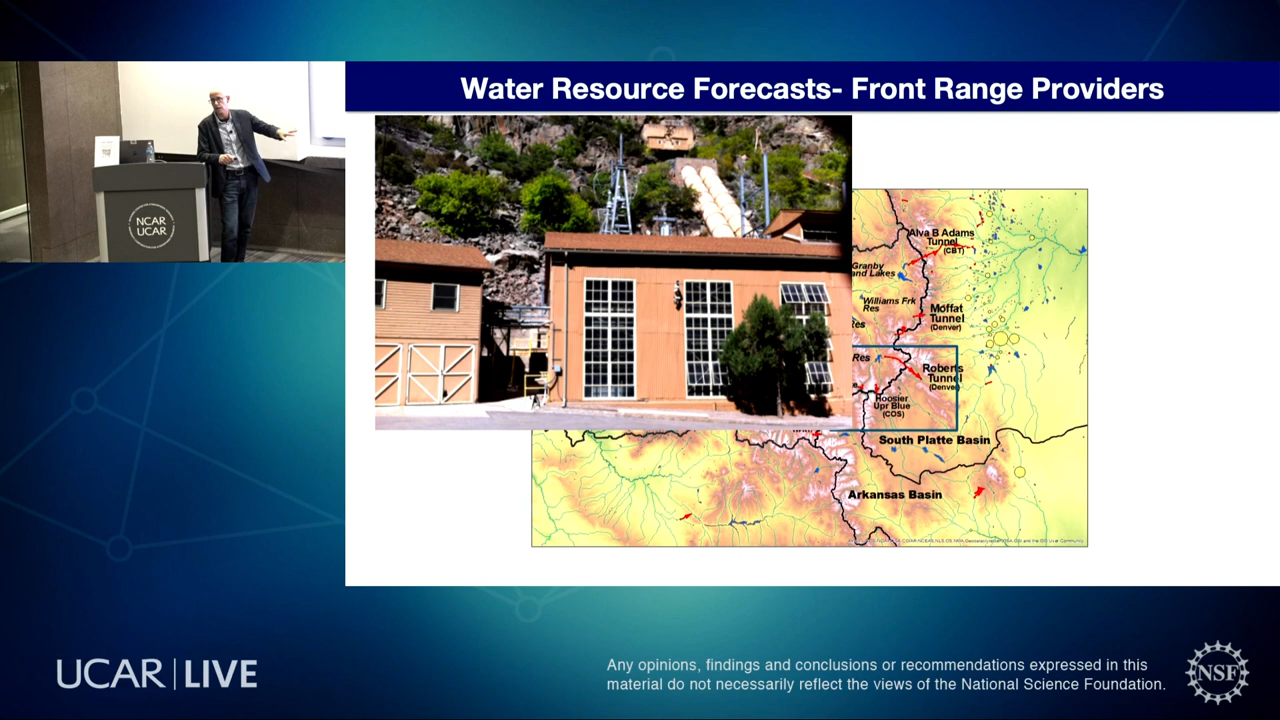 Water Resource Forecasts- Front Range Providers
NCAR
UCAR
Alva B Adams
Tunnel
(CBT)
Granby
and Lakes
Williams Frk
Res
Moffat
Tunnel
(Denver)
Res
Res
Roberts
Tunnel
(Denver)
Hoosier
Upr Blue
(COS)
South Platte Basin
Arkansas Basin
UCAR | LIVE
Any opinions, findings and conclusions or recommendations expressed in this
material do not necessarily reflect the views of the National Science Foundation.
NSF